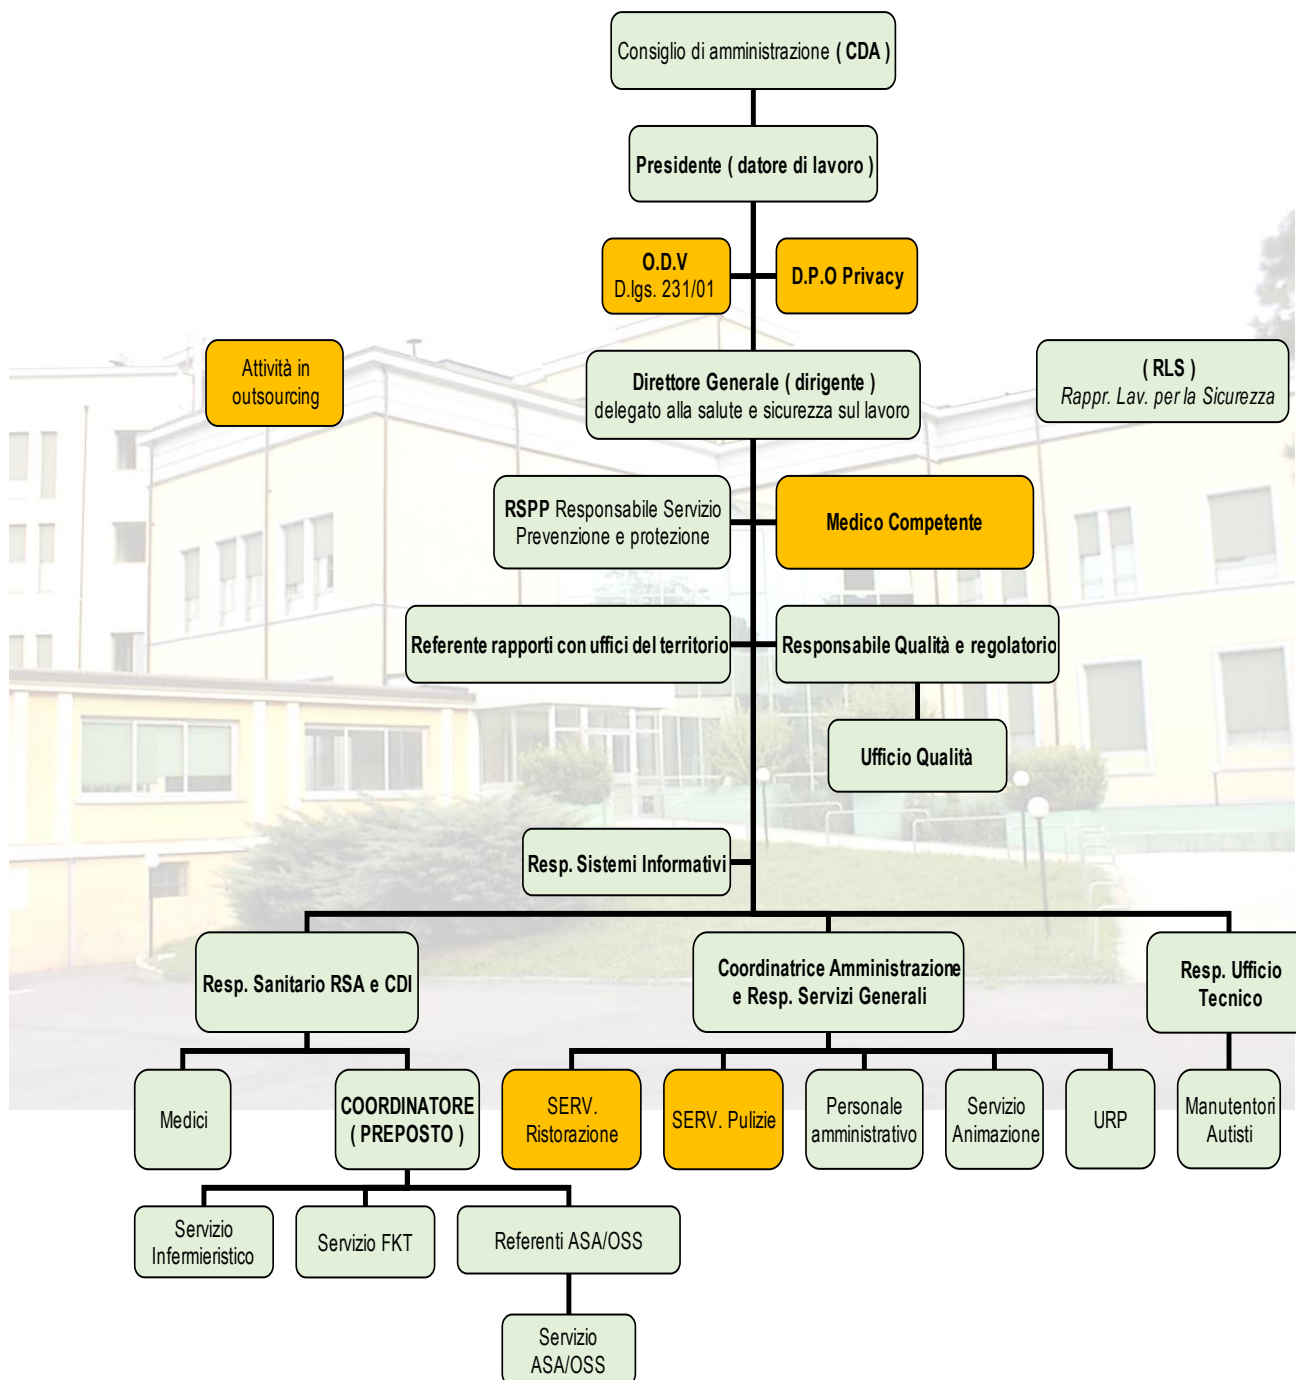 Consiglio di amministrazione ( CDA )
Presidente ( datore di lavoro )
O.D.V
D.lgs. 231/01
D.P.O Privacy
Attività in
outsourcing
Direttore Generale ( dirigente )
delegato alla salute e sicurezza sul lavoro
( RLS )
Rappr. Lav. per la Sicurezza
RSPP Responsabile Servizio
Prevenzione e protezione
Medico Competente
Referente rapporti con uffici del territorio
Responsabile Qualità e regolatorio
Ufficio Qualità
Resp. Sistemi Informativi
Resp. Sanitario RSA e CDI
Coordinatrice Amministrazione
e Resp. Servizi Generali
Resp. Ufficio
Tecnico
Medici
COORDINATORE
( PREPOSTO )
SERV.
Ristorazione
SERV. Pulizie
Personale
amministrativo
Servizio
Animazione
URP
Manutentori
Autisti
Servizio
Infermieristico
Servizio FKT
Referenti ASA/OSS
Servizio
ASA/OSS